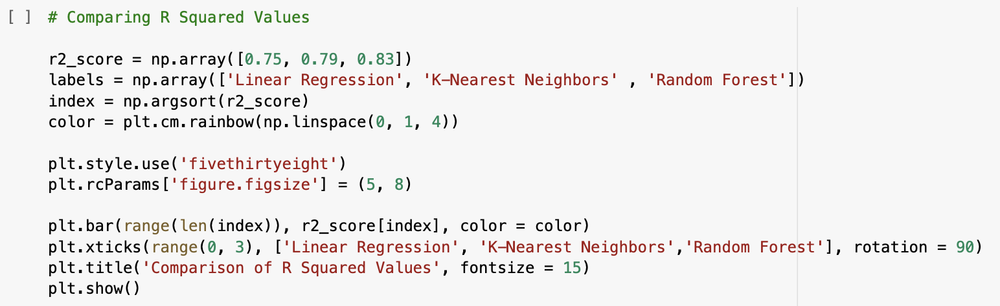 [ ] # Comparing R Squared Values
r2_score = np.array([0.75, 0.79, 0.83])
labels = np.array(['Linear Regression', 'K-Nearest Neighbors' , 'Random Forest'])
index = np.argsort(r2_score)
color = plt.cm.rainbow(np.linspace(0, 1, 4))
plt.style.use('fivethirtyeight')
plt.rcParams['figure.figsize'] = (5, 8)
plt.bar(range(len(index)), r2_score[index], color = color)
plt.xticks(range(0, 3), ['Linear Regression', 'K-Nearest Neighbors','Random Forest'], rotation = 90)
plt.title('Comparison of R Squared Values', fontsize = 15)
plt.show()